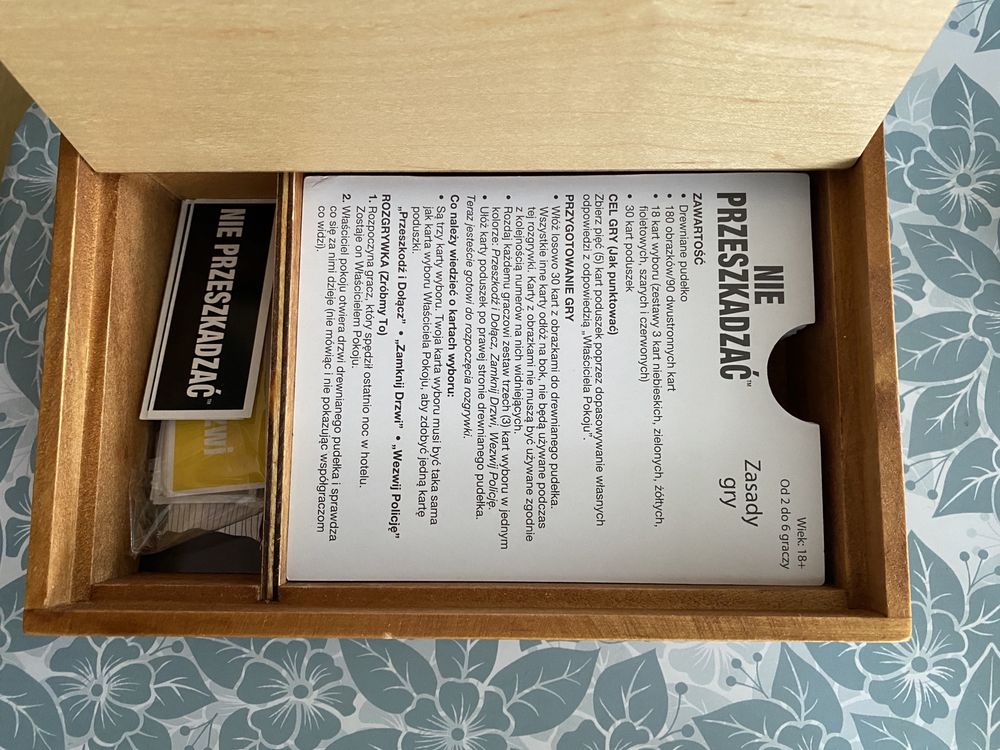 NIE
PRZESZKADZAĆ™
Zasady
gry
Wiek: 18+
Od 2 do 6 graczy
ZAWARTOŚĆ
• Drewniane pudełko
• 180 obrazków/90 dwustronnych kart
• 18 kart wyboru (zestawy 3 kart niebieskich, zielonych, żółtych,
fioletowych, szarych i czerwonych)
• 30 kart poduszek
CEL GRY (Jak punktować)
Zbierz pięć (5) kart poduszek poprzez dopasowywanie własnych
odpowiedzi z odpowiedzią „Właściciela Pokoju”.
PRZYGOTOWANIE GRY
• Włóż losowo 30 kart z obrazkami do drewnianego pudełka.
Wszystkie inne karty odłóż na bok, nie będą używane podczas
tej rozgrywki. Karty z obrazkami nie muszą być używane zgodnie
z kolejnością numerów na nich widniejących.
• Rozdaj każdemu graczowi zestaw trzech (3) kart wyboru w jednym
kolorze: Przeszkodź i Dołącz, Zamknij Drzwi, Wezwij Policję.
• Ułóż karty poduszek po prawej stronie drewnianego pudełka.
Teraz jesteście gotowi do rozpoczęcia rozgrywki.
Co należy wiedzieć o kartach wyboru:
• Są trzy karty wyboru. Twoja karta wyboru musi być taka sama
jak karta wyboru Właściciela Pokoju, aby zdobyć jedną kartę
poduszki.
„Przeszkodź i Dołącz” • „Zamknij Drzwi” • „Wezwij Policję”
ROZGRYWKA (Zróbmy To)
1. Rozpoczyna gracz, który spędził ostatnio noc w hotelu.
Zostaje on Właścicielem Pokoju.
2. Właściciel pokoju otwiera drzwi drewnianego pudełka i sprawdza
co się za nimi dzieje (nie mówiąc i nie pokazując współgraczom
co widzi).
NIE PRZESZKADZAĆ™